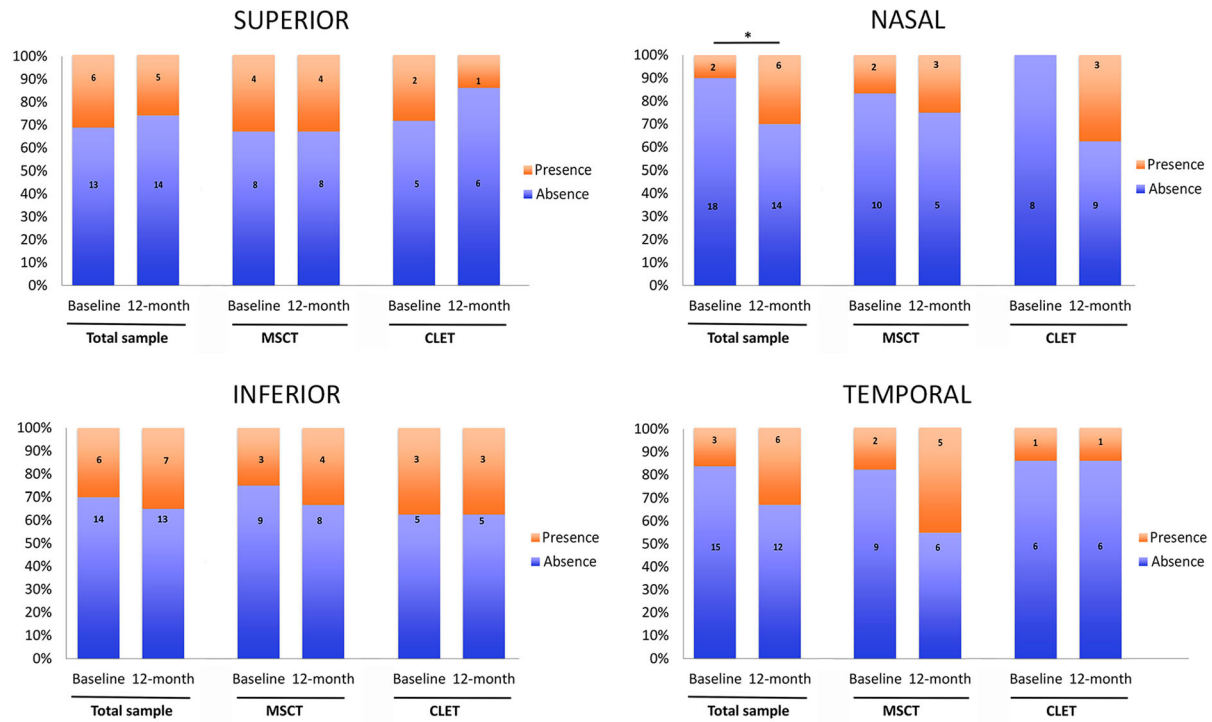 SUPERIOR
100%
90%
80%
70%
60%
50%
40%
30%
20%
10%
0%
6 5 4 4 2 1
13 14 8 8 5 6
Presence
Absence
Baseline 12-month Baseline 12-month Baseline 12-month
Total sample MSCT CLET
NASAL
*
100%
90%
80%
70%
60%
50%
40%
30%
20%
10%
0%
2 6 2 3 3
18 14 10 5 8 9
Presence
Absence
Baseline 12-month Baseline 12-month Baseline 12-month
Total sample MSCT CLET
INFERIOR
100%
90%
80%
70%
60%
50%
40%
30%
20%
10%
0%
6 7 3 4 3 3
14 13 9 8 5 5
Presence
Absence
Baseline 12-month Baseline 12-month Baseline 12-month
Total sample MSCT CLET
TEMPORAL
100%
90%
80%
70%
60%
50%
40%
30%
20%
10%
0%
3 6 2 5 1 1
15 12 9 6 6 6
Presence
Absence
Baseline 12-month Baseline 12-month Baseline 12-month
Total sample MSCT CLET